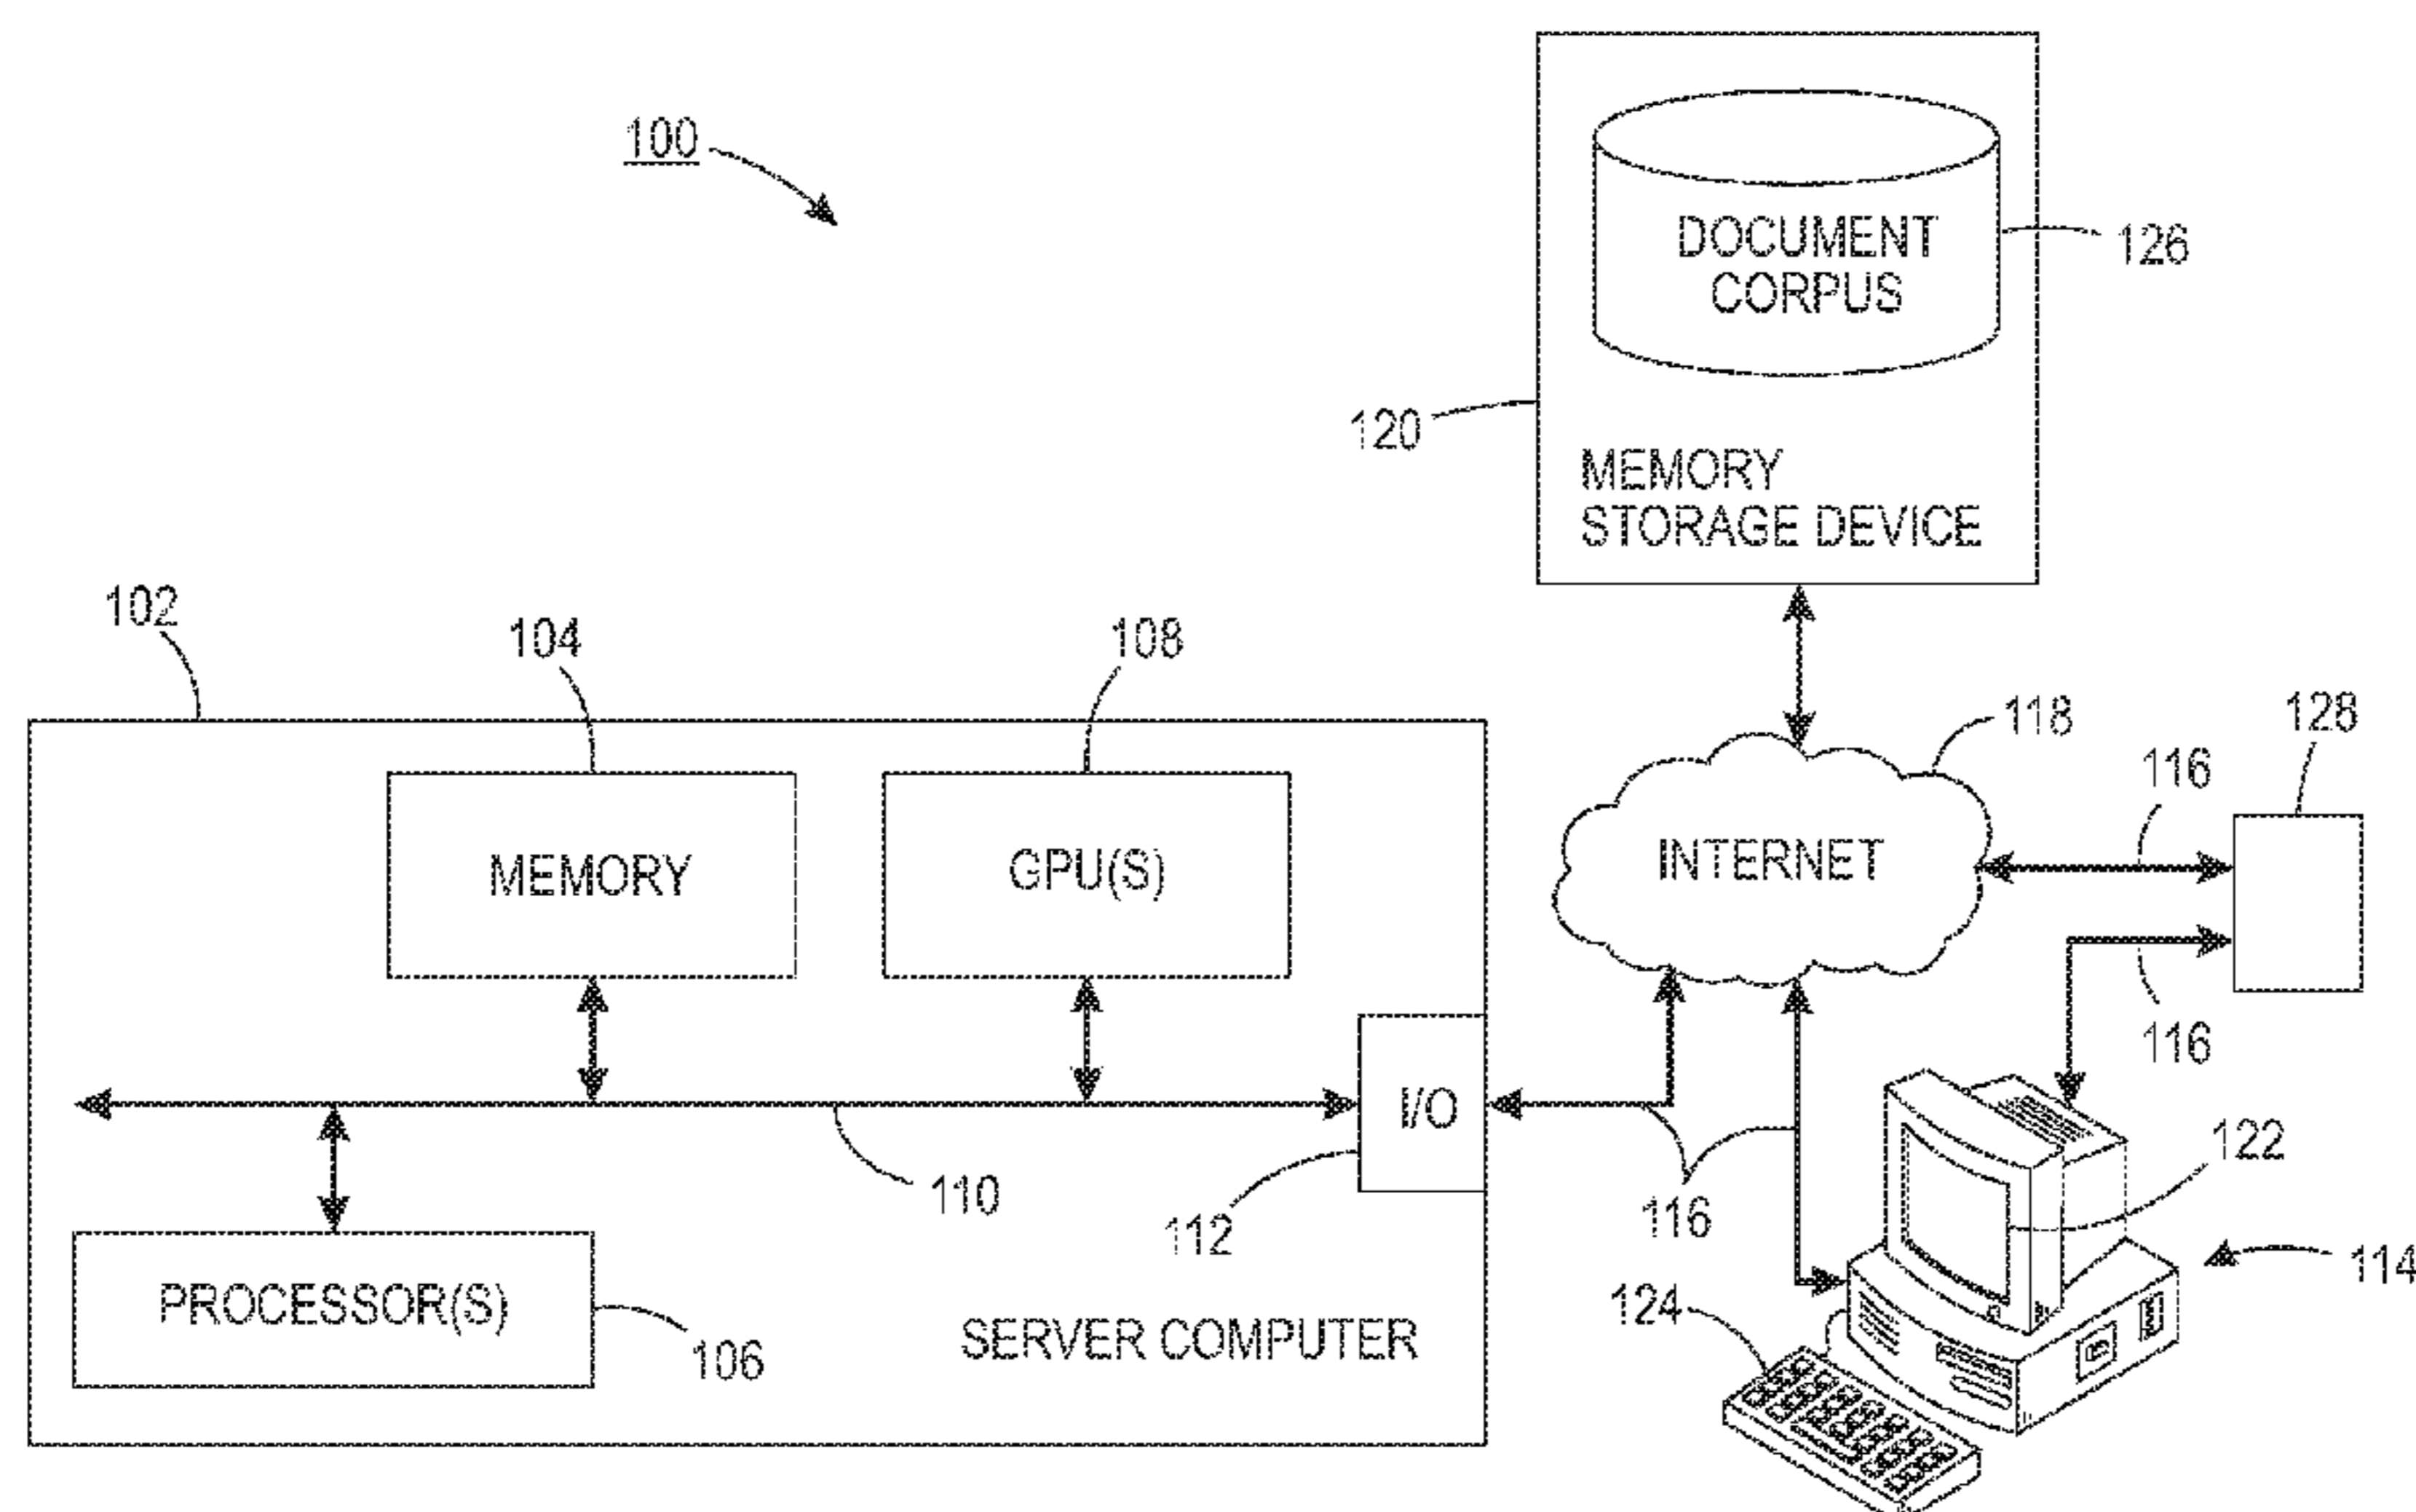 100
DOCUMENT
CORPUS
126
120
MEMORY
STORAGE DEVICE
102
104
108
118
128
116
MEMORY
GPU(S)
INTERNET
116
I/O
110
112
116
122
114
PROCESSOR(S)
106
SERVER COMPUTER
124